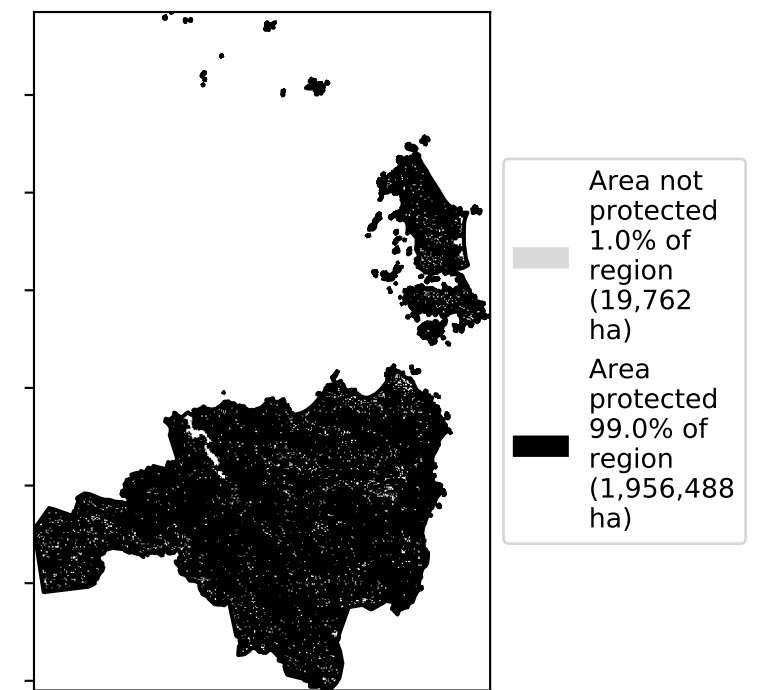 Area not
protected
1.0% of
region
(19,762
ha)
Area
protected
99.0% of
region
(1,956,488
ha)